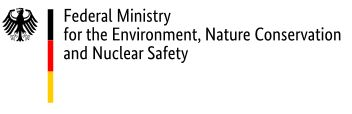 Federal Ministry
for the Environment, Nature Conservation
and Nuclear Safety